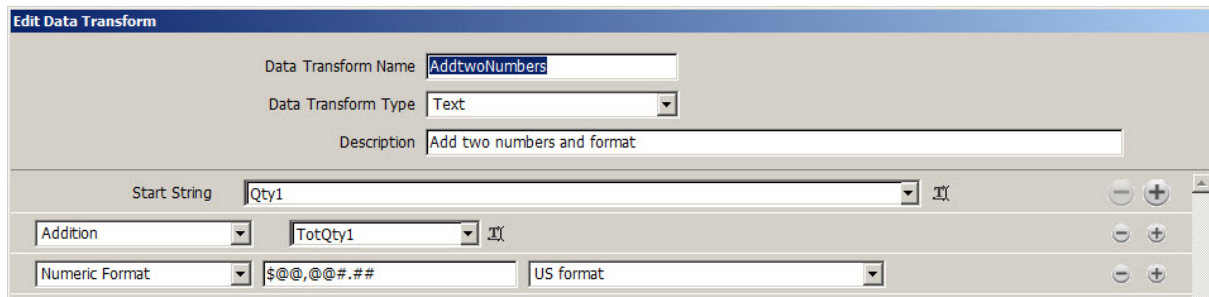 Edit Data Transform
Data Transform Name AddtwoNumbers
Data Transform Type Text
Description Add two numbers and format
Start String Qty1
Addition TotQty1
Numeric Format $@@,@@#.## US format